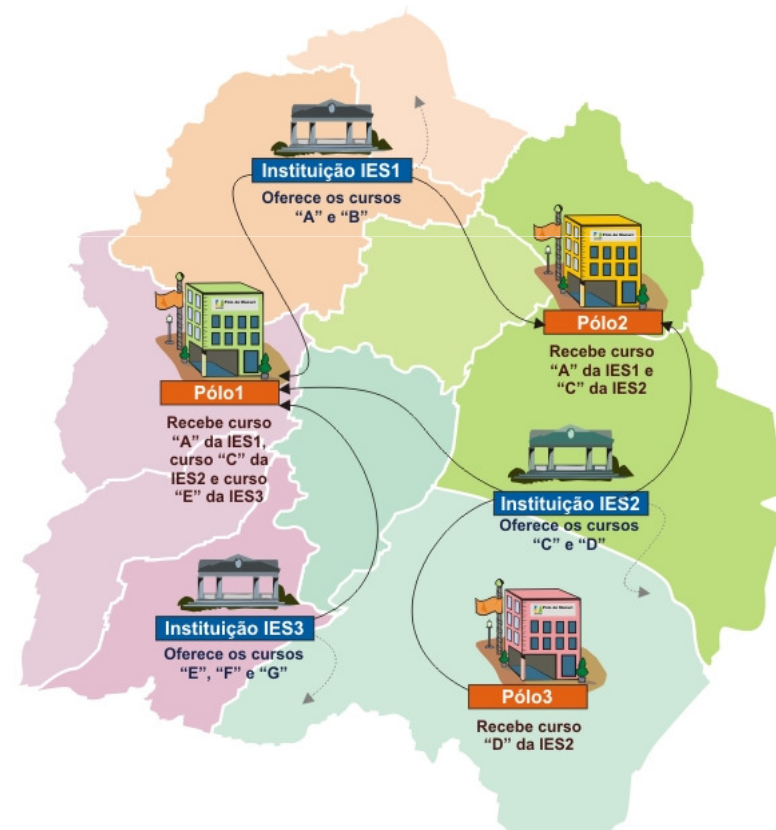 Instituição IES1
Oferece os cursos
“A” e “B”
Pólo2
Recebe curso
“A” da IES1 e
“C” da IES2
Pólo1
Recebe curso
“A” da IES1,
curso “C” da
IES2 e curso
“E” da IES3
Instituição IES2
Oferece os cursos
“C” e “D”
Instituição IES3
Oferece os cursos
“E”, “F” e “G”
Pólo3
Recebe curso
“D” da IES2